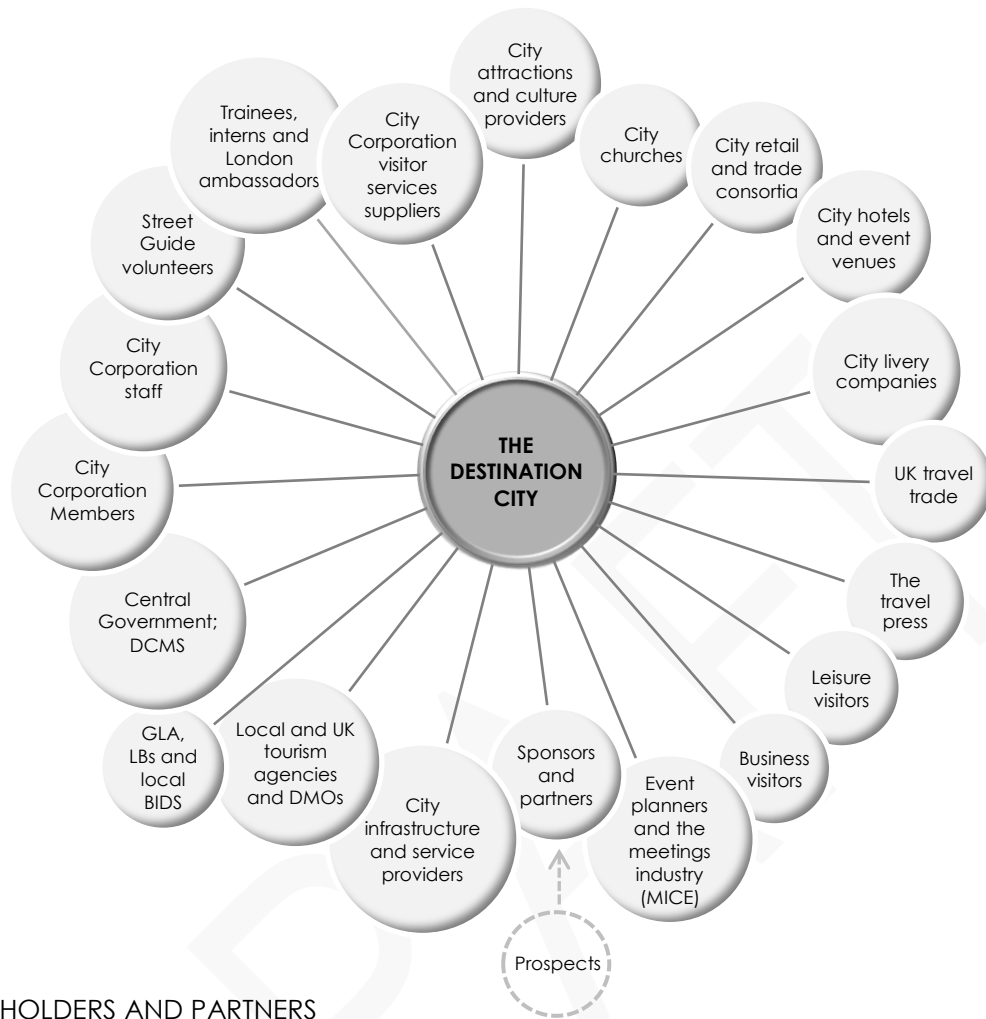 City
attractions
and culture
providers
City
churches
City retail
and trade
consortia
City hotels
and event
venues
City livery
companies
UK travel
trade
The
travel
press
Leisure
visitors
Business
visitors
Event
planners
and the
meetings
industry
(MICE)
Sponsors
and
partners
Prospects
City
infrastructure
and service
providers
Local and UK
tourism
agencies
and DMOs
GLA,
LBs and
local
BIDS
Central
Government;
DCMS
City
Corporation
Members
City
Corporation
staff
Street
Guide
volunteers
Trainees,
interns and
London
ambassadors
City
Corporation
visitor
services
suppliers
THE
DESTINATION
CITY
HOLDERS AND PARTNERS